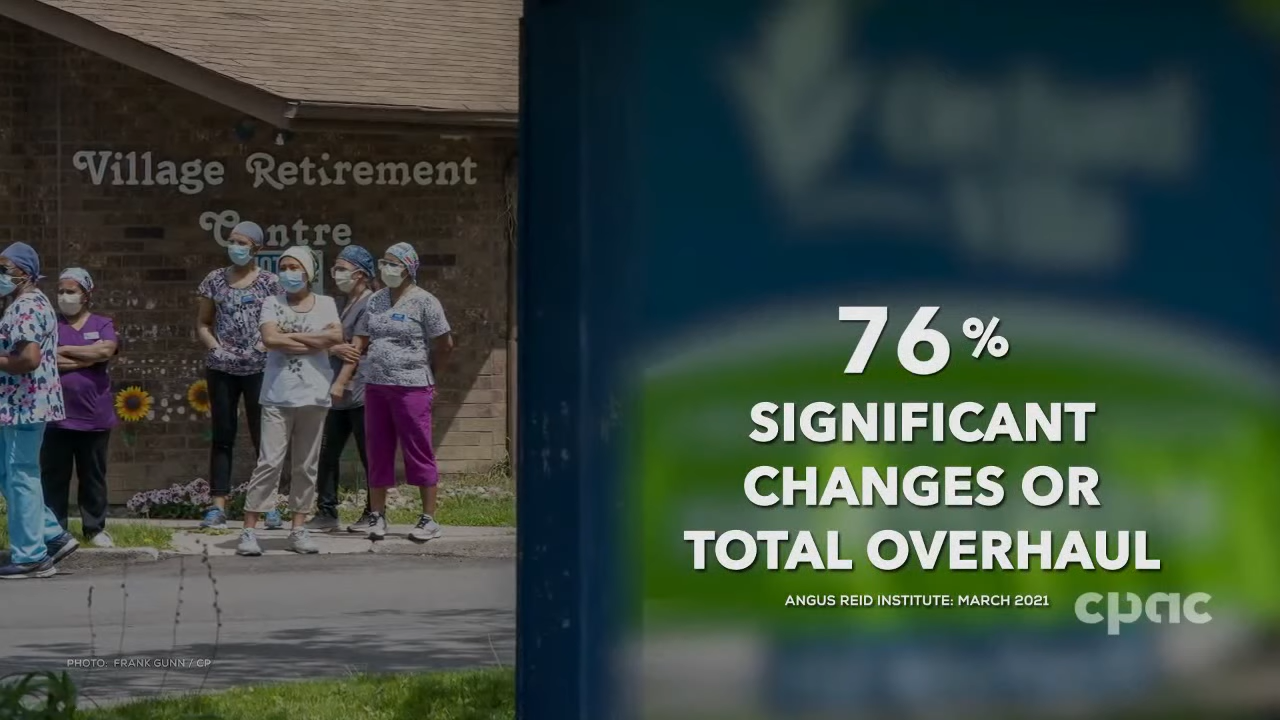 Village Retirement
Centre
76%
SIGNIFICANT
CHANGES OR
TOTAL OVERHAUL
ANGUS REID INSTITUTE: MARCH 2021
cpac
PHOTO: FRANK GUNN / CP